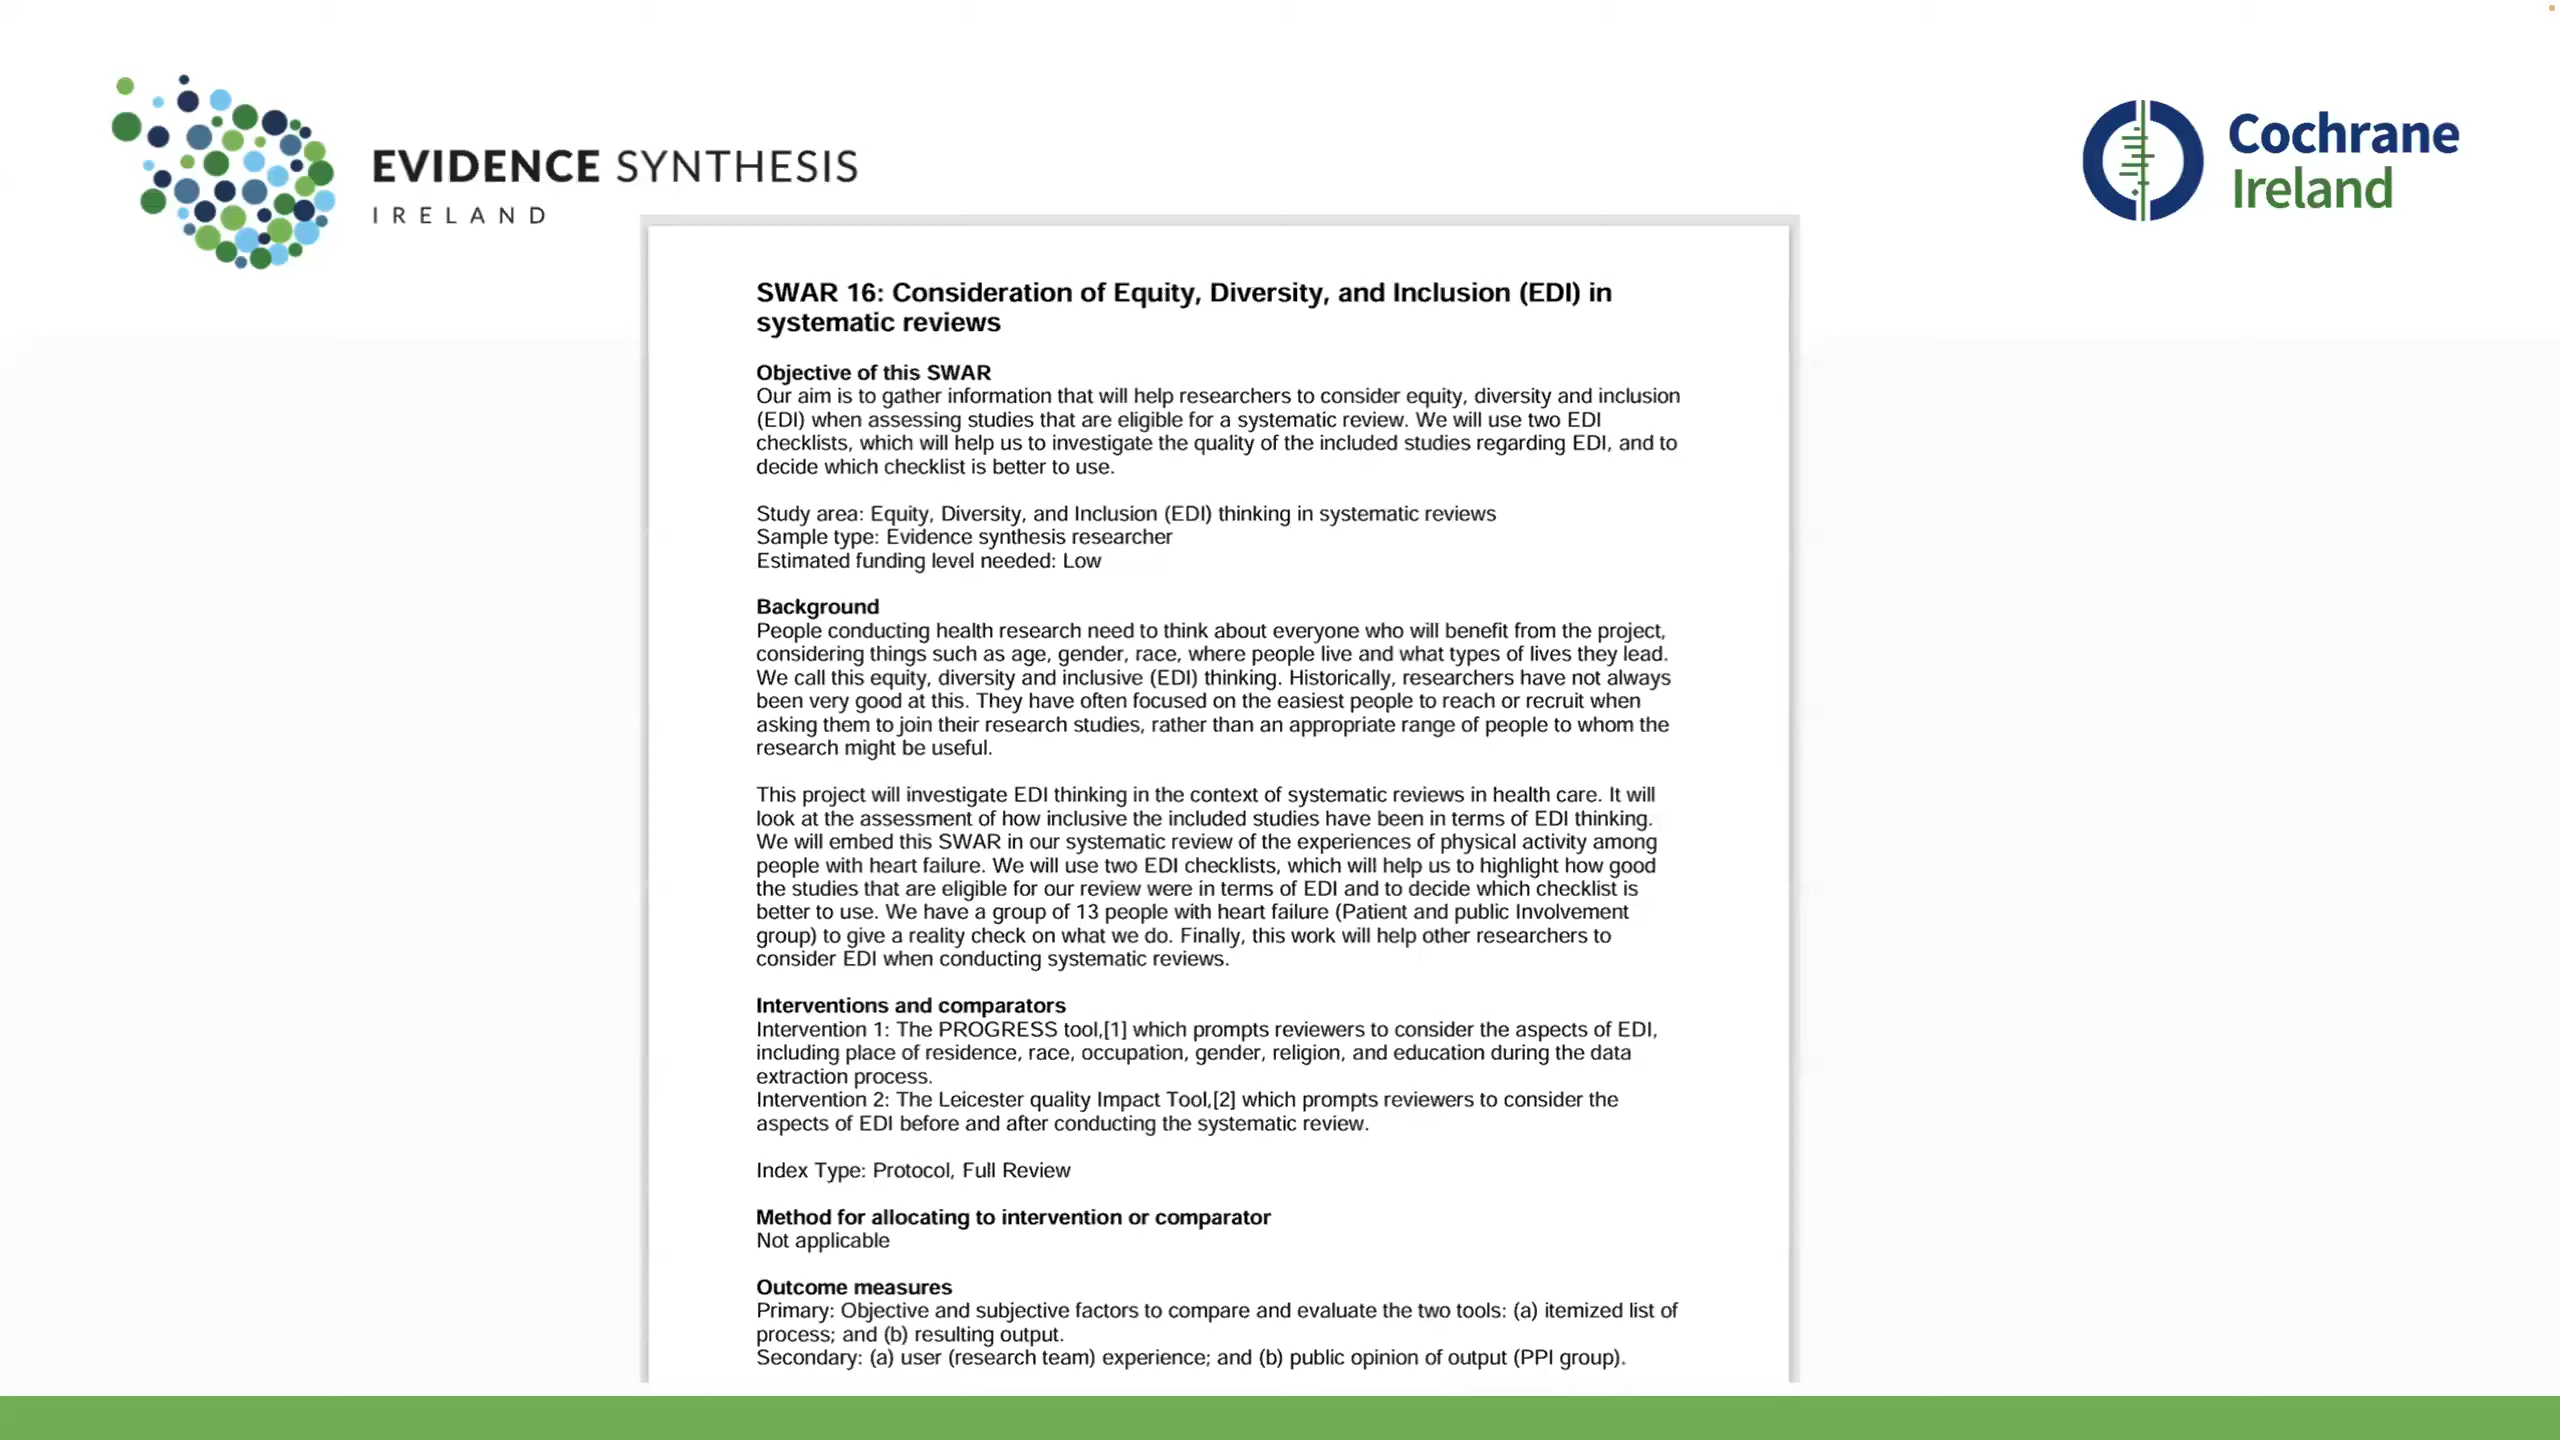 EVIDENCE SYNTHESIS
IRELAND
Cochrane
Ireland
SWAR 16: Consideration of Equity, Diversity, and Inclusion (EDI) in
systematic reviews
Objective of this SWAR
Our aim is to gather information that will help researchers to consider equity, diversity and inclusion
(EDI) when assessing studies that are eligible for a systematic review. We will use two EDI
checklists, which will help us to investigate the quality of the included studies regarding EDI, and to
decide which checklist is better to use.
Study area: Equity, Diversity, and Inclusion (EDI) thinking in systematic reviews
Sample type: Evidence synthesis researcher
Estimated funding level needed: Low
Background
People conducting health research need to think about everyone who will benefit from the project,
considering things such as age, gender, race, where people live and what types of lives they lead.
We call this equity, diversity and inclusive (EDI) thinking. Historically, researchers have not always
been very good at this. They have often focused on the easiest people to reach or recruit when
asking them to join their research studies, rather than an appropriate range of people to whom the
research might be useful.
This project will investigate EDI thinking in the context of systematic reviews in health care. It will
look at the assessment of how inclusive the included studies have been in terms of EDI thinking.
We will embed this SWAR in our systematic review of the experiences of physical activity among
people with heart failure. We will use two EDI checklists, which will help us to highlight how good
the studies that are eligible for our review were in terms of EDI and to decide which checklist is
better to use. We have a group of 13 people with heart failure (Patient and public Involvement
group) to give a reality check on what we do. Finally, this work will help other researchers to
consider EDI when conducting systematic reviews.
Interventions and comparators
Intervention 1: The PROGRESS tool,[1] which prompts reviewers to consider the aspects of EDI,
including place of residence, race, occupation, gender, religion, and education during the data
extraction process.
Intervention 2: The Leicester quality Impact Tool,[2] which prompts reviewers to consider the
aspects of EDI before and after conducting the systematic review.
Index Type: Protocol, Full Review
Method for allocating to intervention or comparator
Not applicable
Outcome measures
Primary: Objective and subjective factors to compare and evaluate the two tools: (a) itemized list of
process; and (b) resulting output.
Secondary: (a) user (research team) experience; and (b) public opinion of output (PPI group).